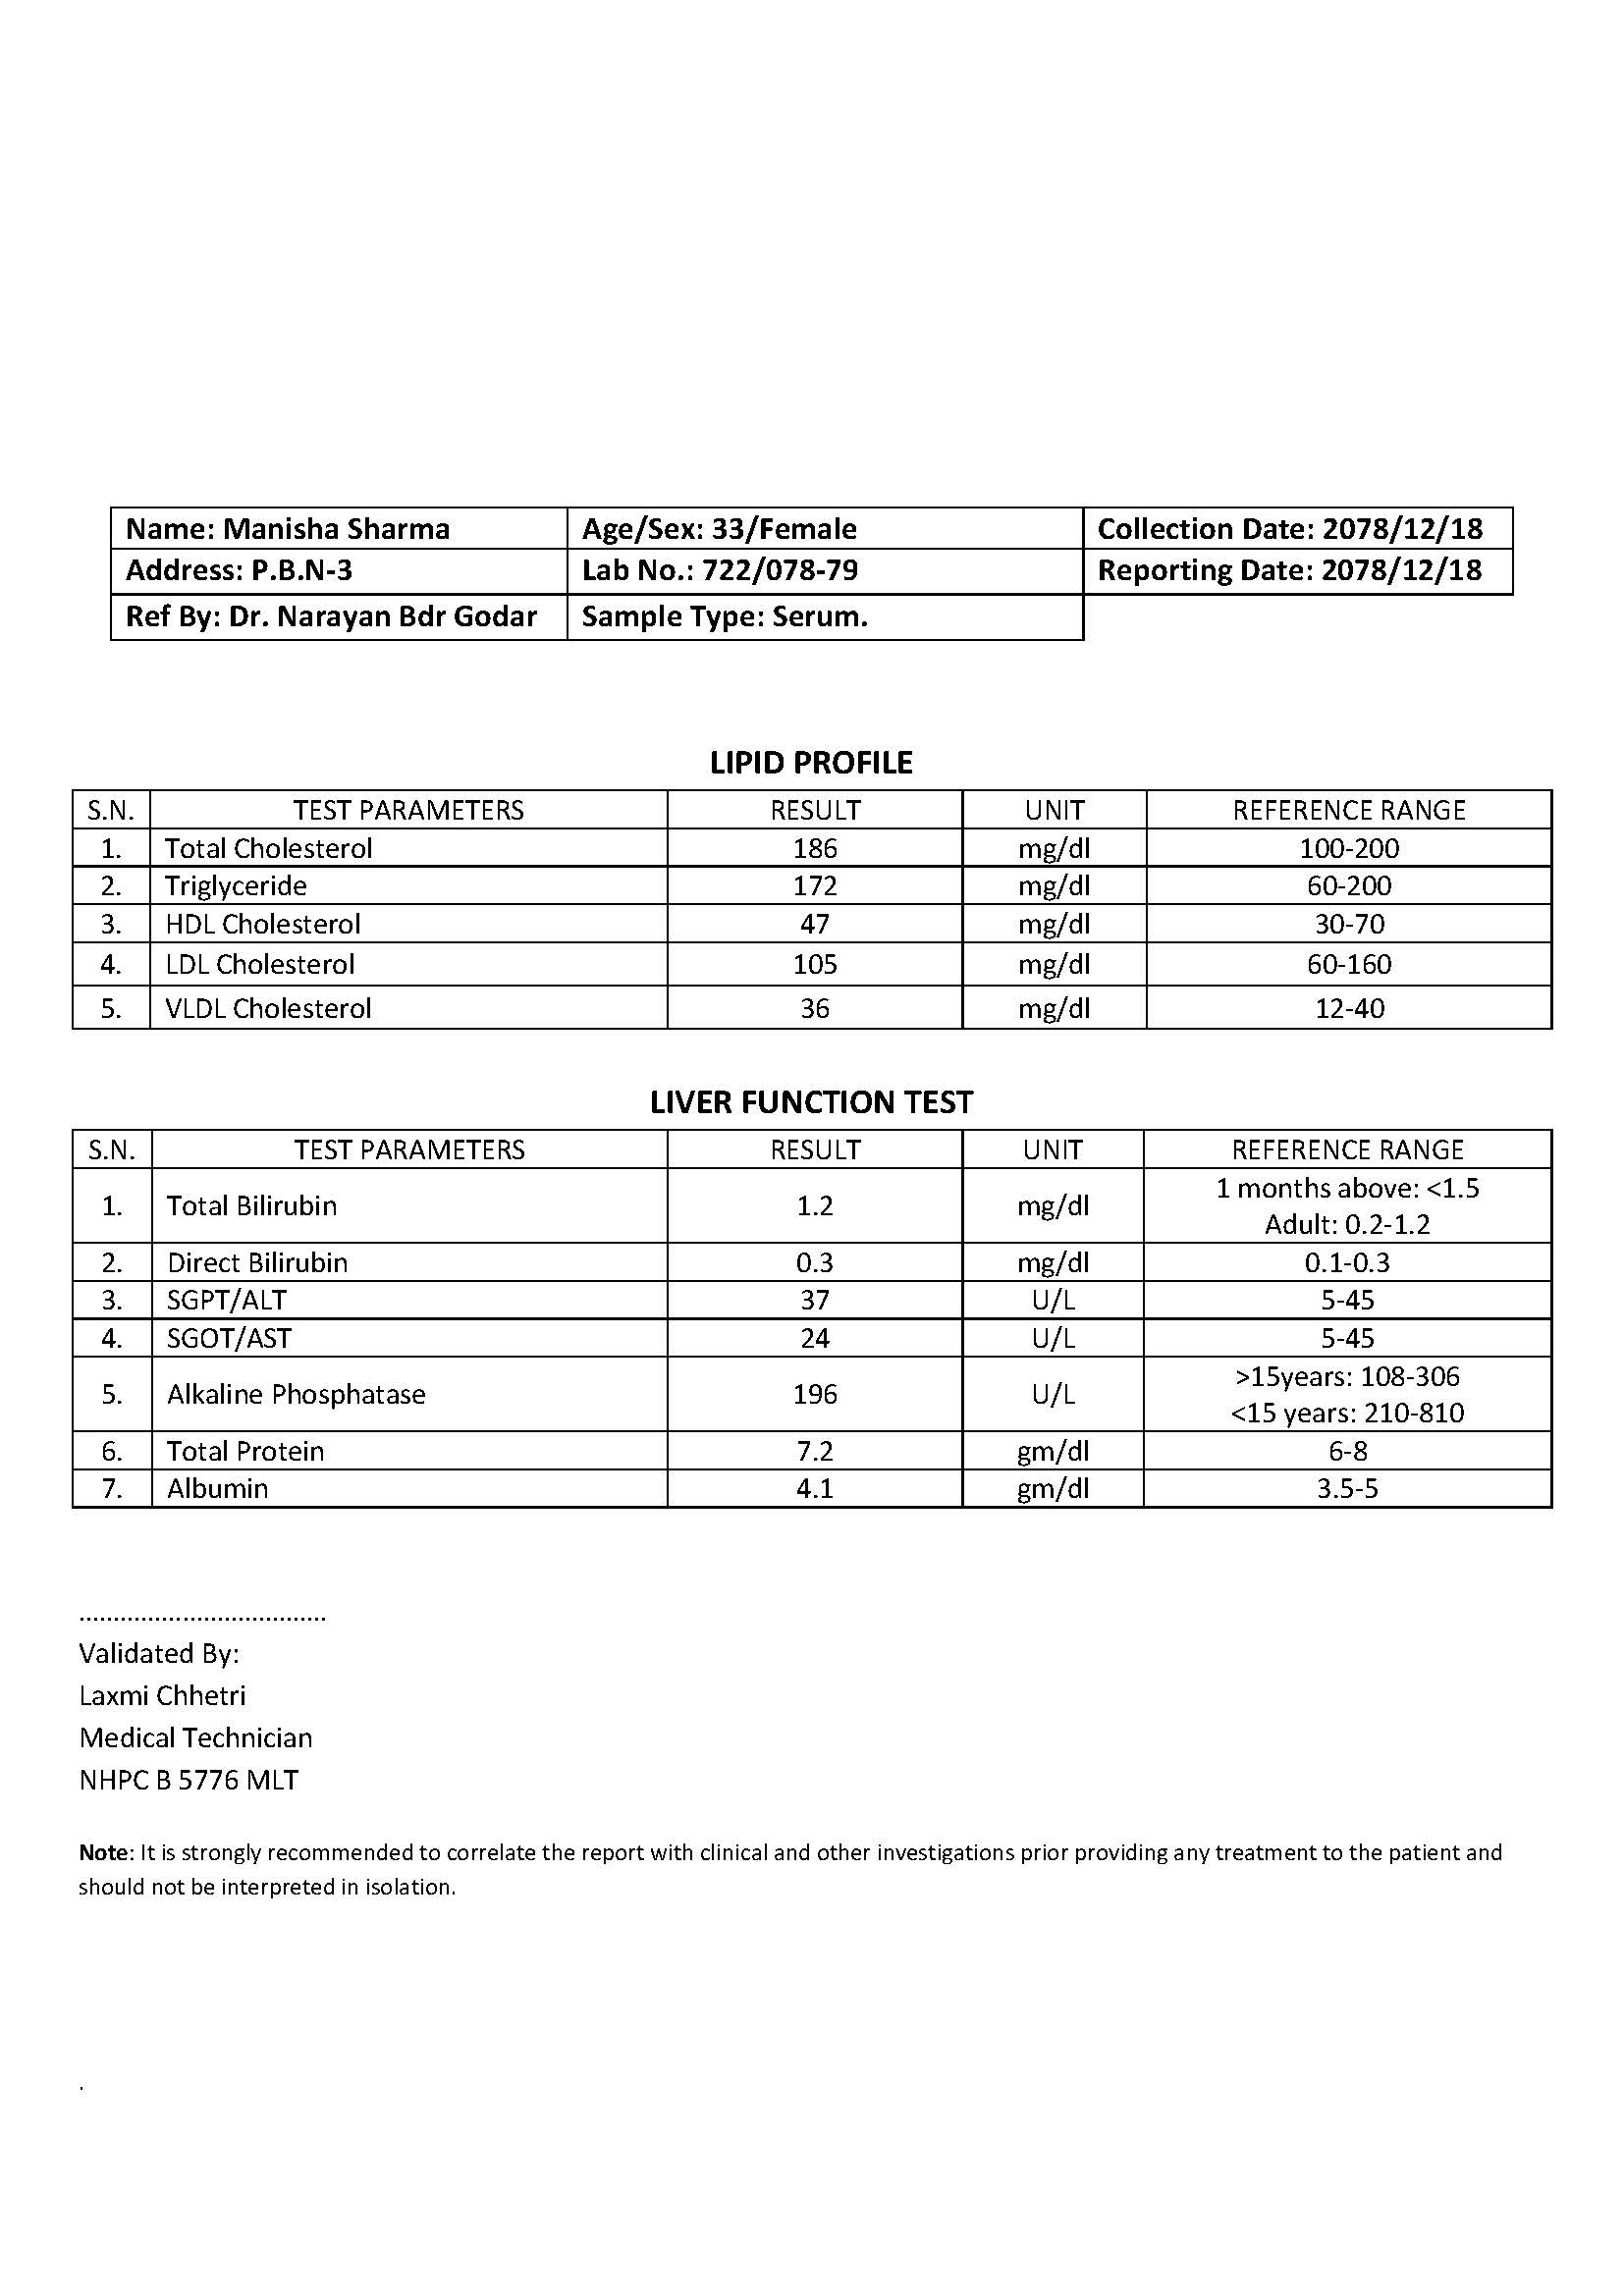 Name: Manisha Sharma Age/Sex: 33/Female Collection Date: 2078/12/18
Address: P.B.N-3 Lab No.: 722/078-79 Reporting Date: 2078/12/18
Ref By: Dr. Narayan Bdr Godar Sample Type: Serum.
LIPID PROFILE
S.N. TEST PARAMETERS RESULT UNIT REFERENCE RANGE
1. Total Cholesterol 186 mg/dl 100-200
2. Triglyceride 172 mg/dl 60-200
3. HDL Cholesterol 47 mg/dl 30-70
4. LDL Cholesterol 105 mg/dl 60-160
5. VLDL Cholesterol 36 mg/dl 12-40
LIVER FUNCTION TEST
S.N. TEST PARAMETERS RESULT UNIT REFERENCE RANGE
1. Total Bilirubin 1.2 mg/dl 1 months above: <1.5
Adult: 0.2-1.2
2. Direct Bilirubin 0.3 mg/dl 0.1-0.3
3. SGPT/ALT 37 U/L 5-45
4. SGOT/AST 24 U/L 5-45
5. Alkaline Phosphatase 196 U/L >15years: 108-306
<15 years: 210-810
6. Total Protein 7.2 gm/dl 6-8
7. Albumin 4.1 gm/dl 3.5-5
....................................
Validated By:
Laxmi Chhetri
Medical Technician
NHPC B 5776 MLT
Note: It is strongly recommended to correlate the report with clinical and other investigations prior providing any treatment to the patient and
should not be interpreted in isolation.
.